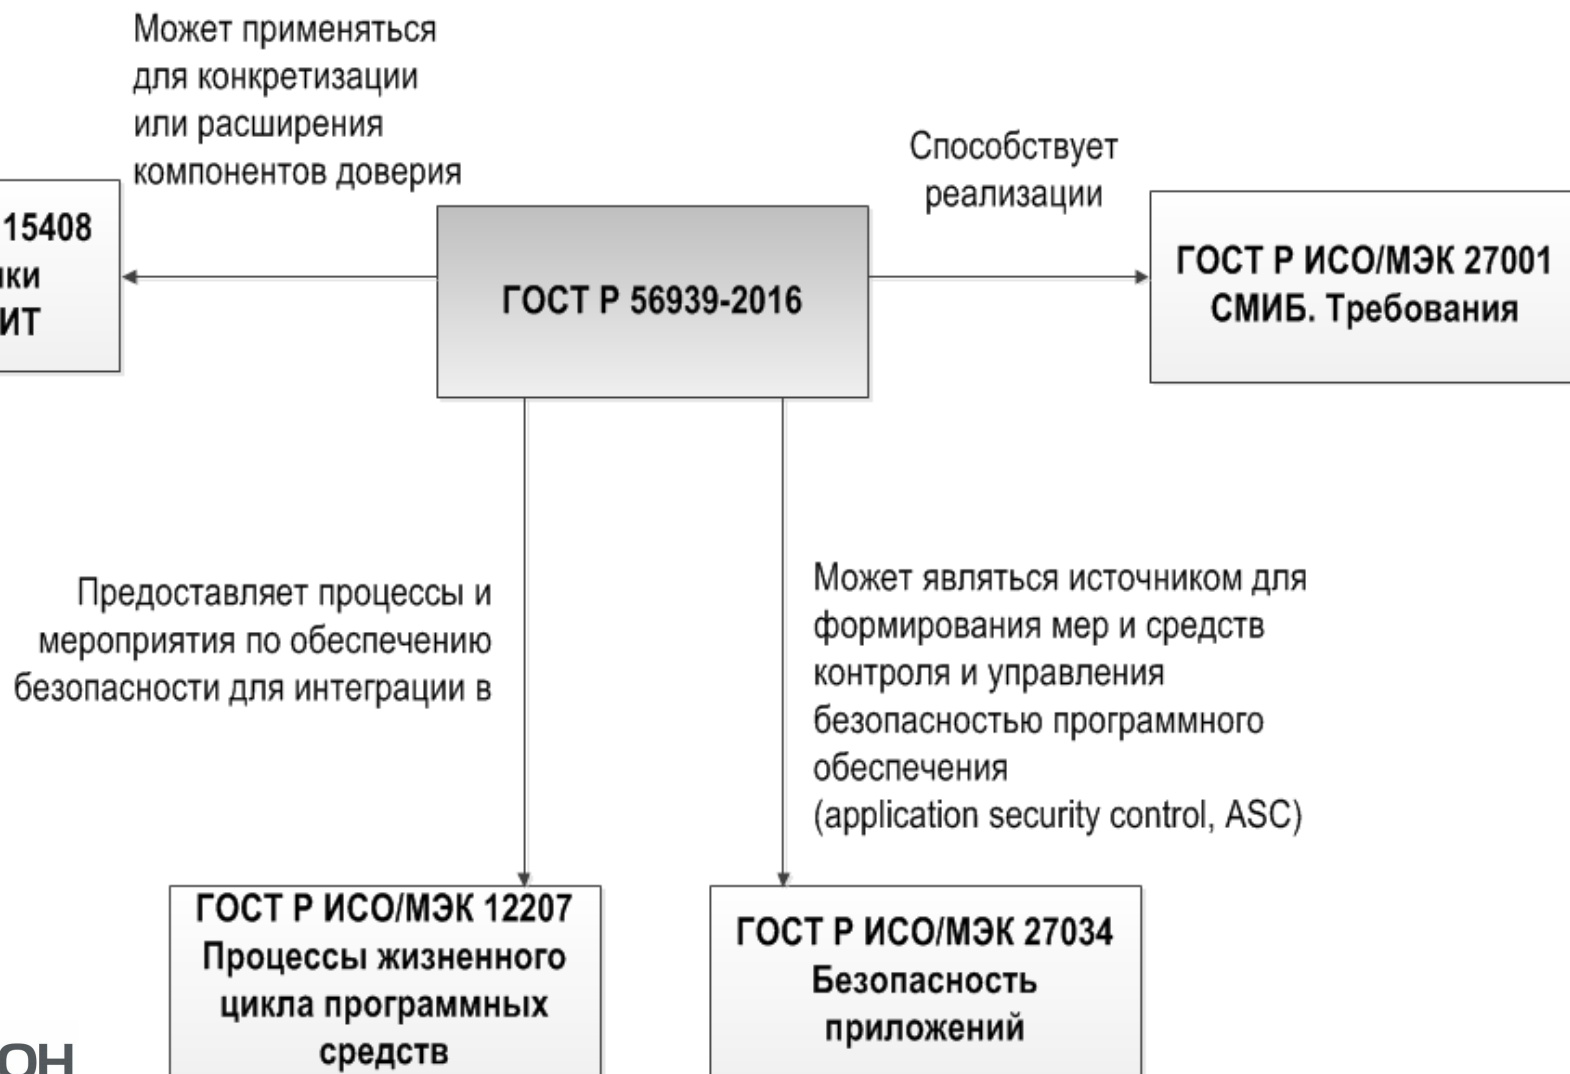 Может применяться
для конкретизации
или расширения
компонентов доверия
Способствует
реализации
15408
ИТ
ГОСТ Р 56939-2016
ГОСТ Р ИСО/МЭК 27001
СМИБ. Требования
Предоставляет процессы и
мероприятия по обеспечению
безопасности для интеграции в
Может являться источником для
формирования мер и средств
контроля и управления
безопасностью программного
обеспечения
(application security control, ASC)
ГОСТ Р ИСО/МЭК 12207
Процессы жизненного
цикла программных
средств
ГОСТ Р ИСО/МЭК 27034
Безопасность
приложений